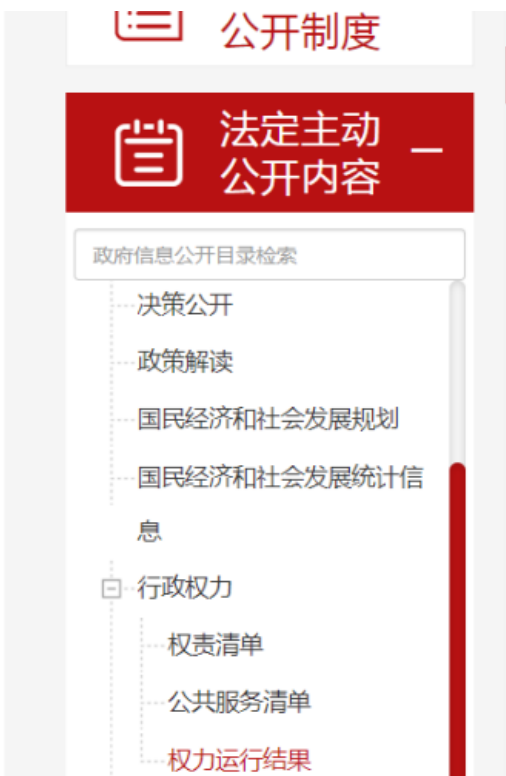 公开制度
法定主动
公开内容
政府信息公开目录检索
决策公开
政策解读
国民经济和社会发展规划
国民经济和社会发展统计信
息
行政权力
权责清单
公共服务清单
权力运行结果